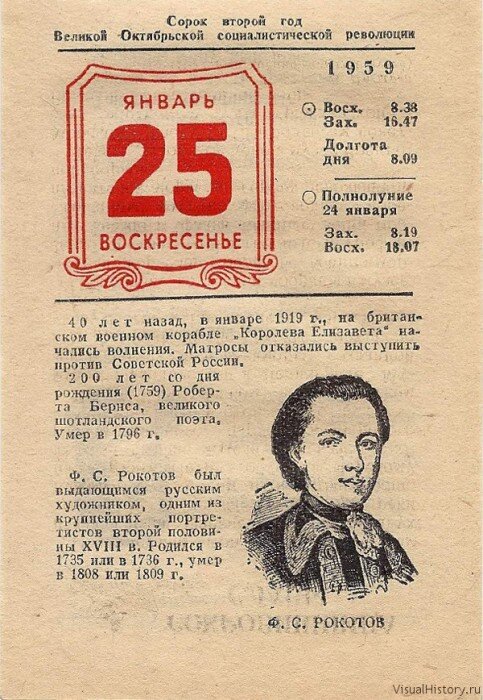 Сорок второй год
Великой Октябрьской социалистической революции
ЯНВАРЬ
25
ВОСКРЕСЕНЬЕ
1959
Восх. 8.38
Зах. 16.47
Долгота
дня 8.09
Полнолуние
24 января
Зах. 8.19
Восх. 18.07
40 лет назад, в январе 1919 г., на британ-
ском военном корабле „Королева Елизавета“ на-
чались волнения. Матросы отказались выступить
против Советской России.
200 лет со дня
рождения (1759) Робер-
та Бернса, великого
шотландского поэта.
Умер в 1796 г.
Ф. С. Рокотов был
выдающимся русским
художником, одним из
крупнейших портре-
тистов второй полови-
ны XVIII в. Родился в
1735 или в 1736 г., умер
в 1808 или 1809 г.
Ф. С. РОКОТОВ
VisualHistory.ru